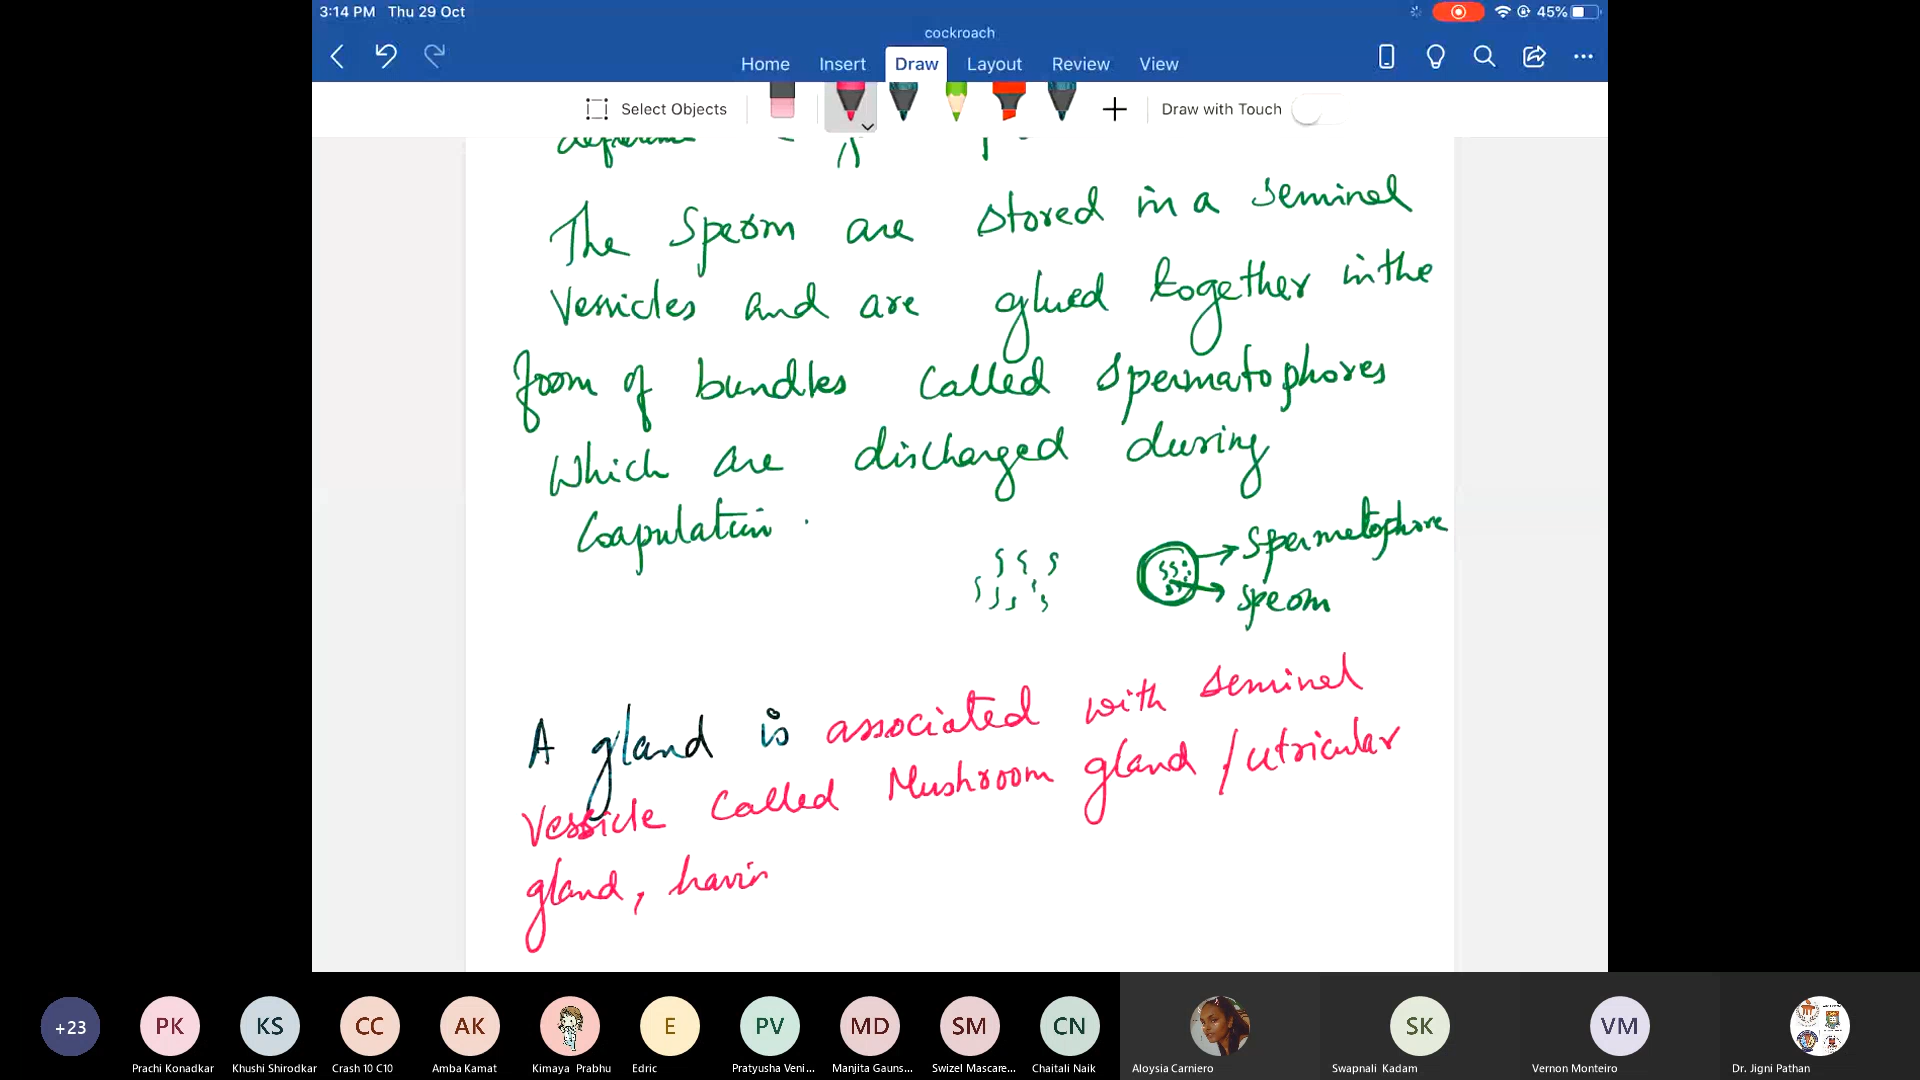 3:14 PM Thu 29 Oct
45%
cockroach
Home Insert Draw Layout Review View
Select Objects
Draw with Touch
The Sperm are stored in a seminal
vessicles and are glued together in the
form of bundles called spermatophores
which are discharged during
Coapulation.
Spermetophore
sperm
A gland is associated with seminal
Vessicle called Mushroom gland / utricular
gland, havin
+23 PK KS CC AK E PV MD SM CN SK VM
Prachi Konadkar Khushi Shirodkar Crash 10 C10 Amba Kamat Kimaya Prabhu Edric Pratyusha Veni... Manjita Gauns... Swizel Mascare... Chaitali Naik Aloysia Carniero Swapnali Kadam Vernon Monteiro Dr. Jigni Pathan